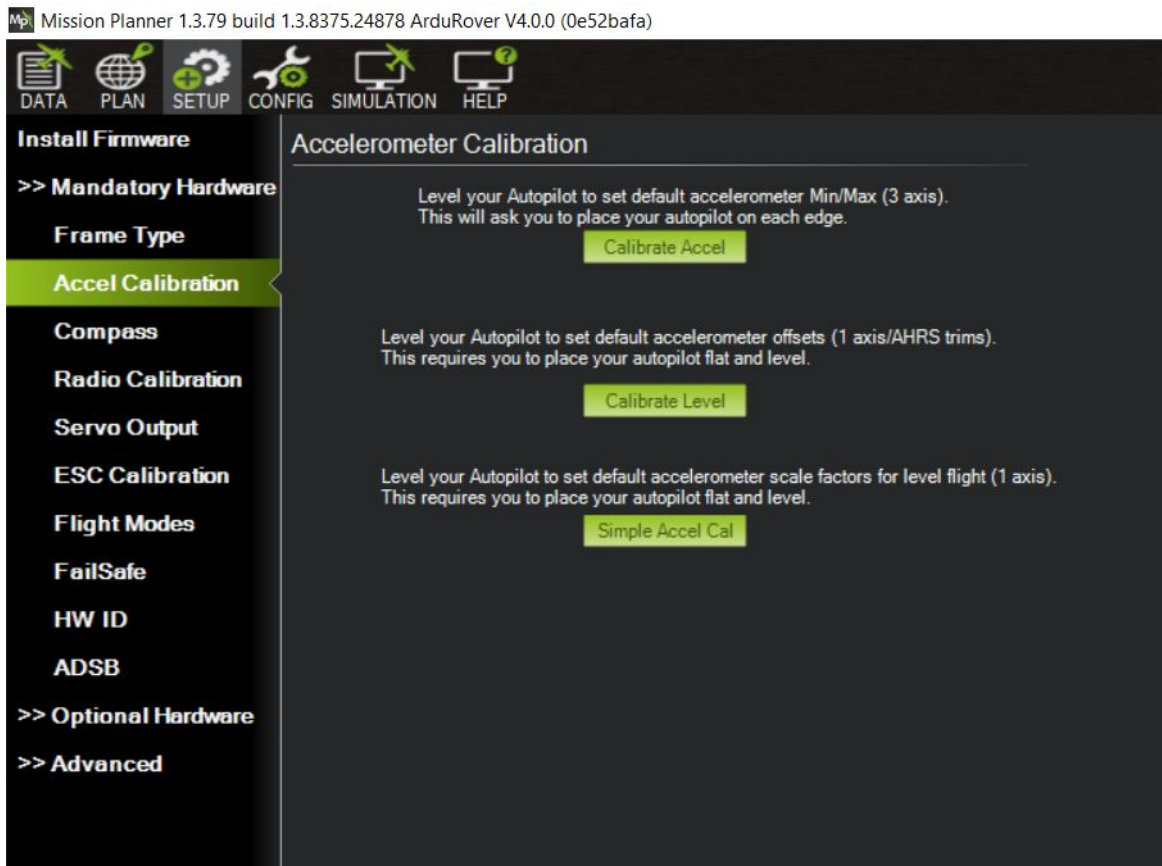 Mission Planner 1.3.79 build 1.3.8375.24878 ArduRover V4.0.0 (0e52bafa)
DATA PLAN SETUP CONFIG SIMULATION HELP
Install Firmware
>> Mandatory Hardware
Frame Type
Accel Calibration
Compass
Radio Calibration
Servo Output
ESC Calibration
Flight Modes
FailSafe
HW ID
ADSB
>> Optional Hardware
>> Advanced
Accelerometer Calibration
Level your Autopilot to set default accelerometer Min/Max (3 axis).
This will ask you to place your autopilot on each edge.
Calibrate Accel
Level your Autopilot to set default accelerometer offsets (1 axis/AHRS trims).
This requires you to place your autopilot flat and level.
Calibrate Level
Level your Autopilot to set default accelerometer scale factors for level flight (1 axis).
This requires you to place your autopilot flat and level.
Simple Accel Cal